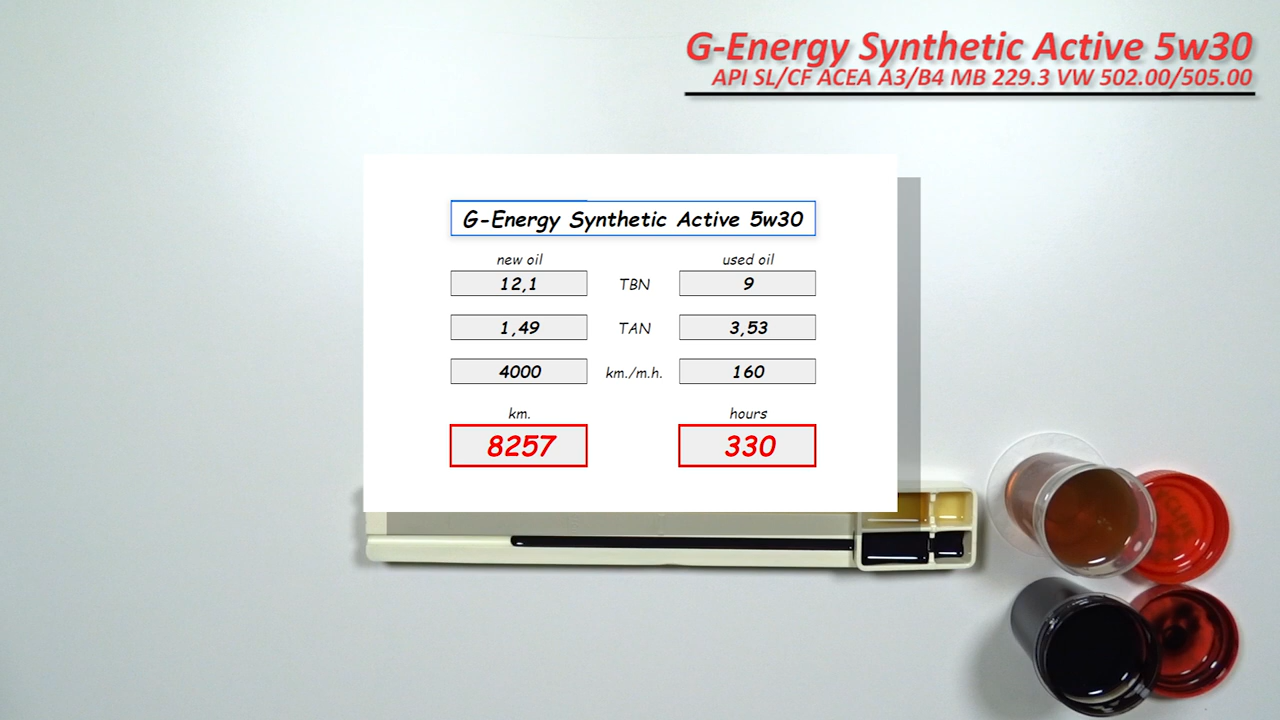 G-Energy Synthetic Active 5w30
API SL/CF ACEA A3/B4 MB 229.3 VW 502.00/505.00
G-Energy Synthetic Active 5w30
new oil used oil
12,1 TBN 9
1,49 TAN 3,53
4000 km./m.h. 160
km. hours
8257 330